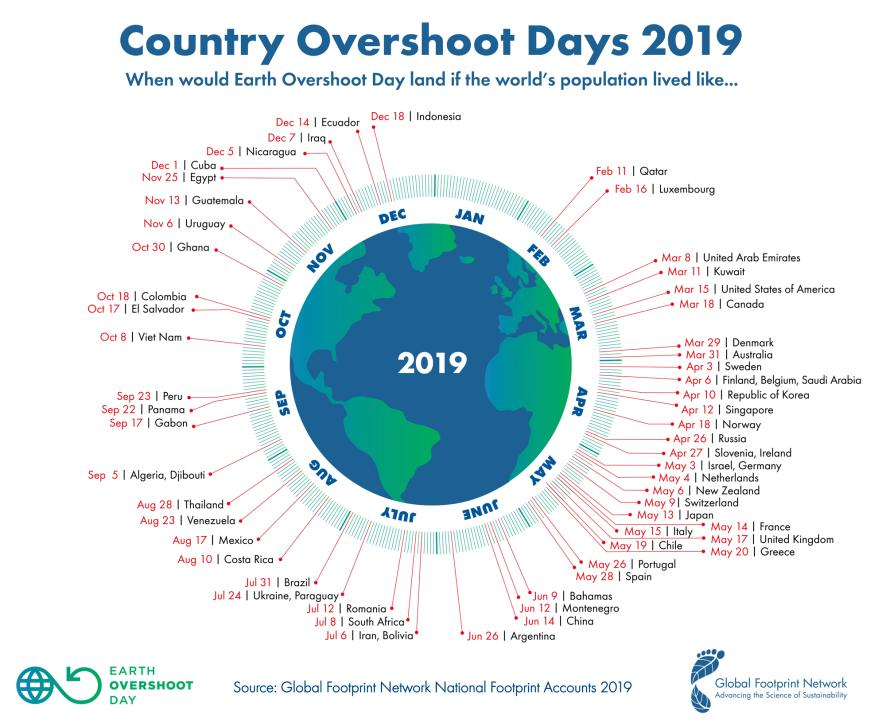 Country Overshoot Days 2019
When would Earth Overshoot Day land if the world's population lived like...
Feb 11 | Qatar
Feb 16 | Luxembourg
Mar 8 | United Arab Emirates
Mar 11 | Kuwait
Mar 15 | United States of America
Mar 18 | Canada
Mar 29 | Denmark
Mar 31 | Australia
Apr 3 | Sweden
Apr 6 | Finland, Belgium, Saudi Arabia
Apr 10 | Republic of Korea
Apr 12 | Singapore
Apr 18 | Norway
Apr 26 | Russia
Apr 27 | Slovenia, Ireland
May 3 | Israel, Germany
May 4 | Netherlands
May 6 | New Zealand
May 9 | Switzerland
May 13 | Japan
May 14 | France
May 15 | Italy
May 17 | United Kingdom
May 19 | Chile
May 20 | Greece
May 26 | Portugal
May 28 | Spain
Jun 9 | Bahamas
Jun 12 | Montenegro
Jun 14 | China
Jun 26 | Argentina
Jul 6 | Iran, Bolivia
Jul 8 | South Africa
Jul 12 | Romania
Jul 24 | Ukraine, Paraguay
Jul 31 | Brazil
Aug 10 | Costa Rica
Aug 17 | Mexico
Aug 23 | Venezuela
Aug 28 | Thailand
Sep 5 | Algeria, Djibouti
Sep 17 | Gabon
Sep 22 | Panama
Sep 23 | Peru
Oct 8 | Viet Nam
Oct 17 | El Salvador
Oct 18 | Colombia
Oct 30 | Ghana
Nov 6 | Uruguay
Nov 13 | Guatemala
Nov 25 | Egypt
Dec 1 | Cuba
Dec 5 | Nicaragua
Dec 7 | Iraq
Dec 14 | Ecuador
Dec 18 | Indonesia
JAN
FEB
MAR
APR
MAY
JUNE
JULY
AUG
SEP
OCT
NOV
DEC
2019
EARTH
OVERSHOOT
DAY
Source: Global Footprint Network National Footprint Accounts 2019
Global Footprint Network
Advancing the Science of Sustainability